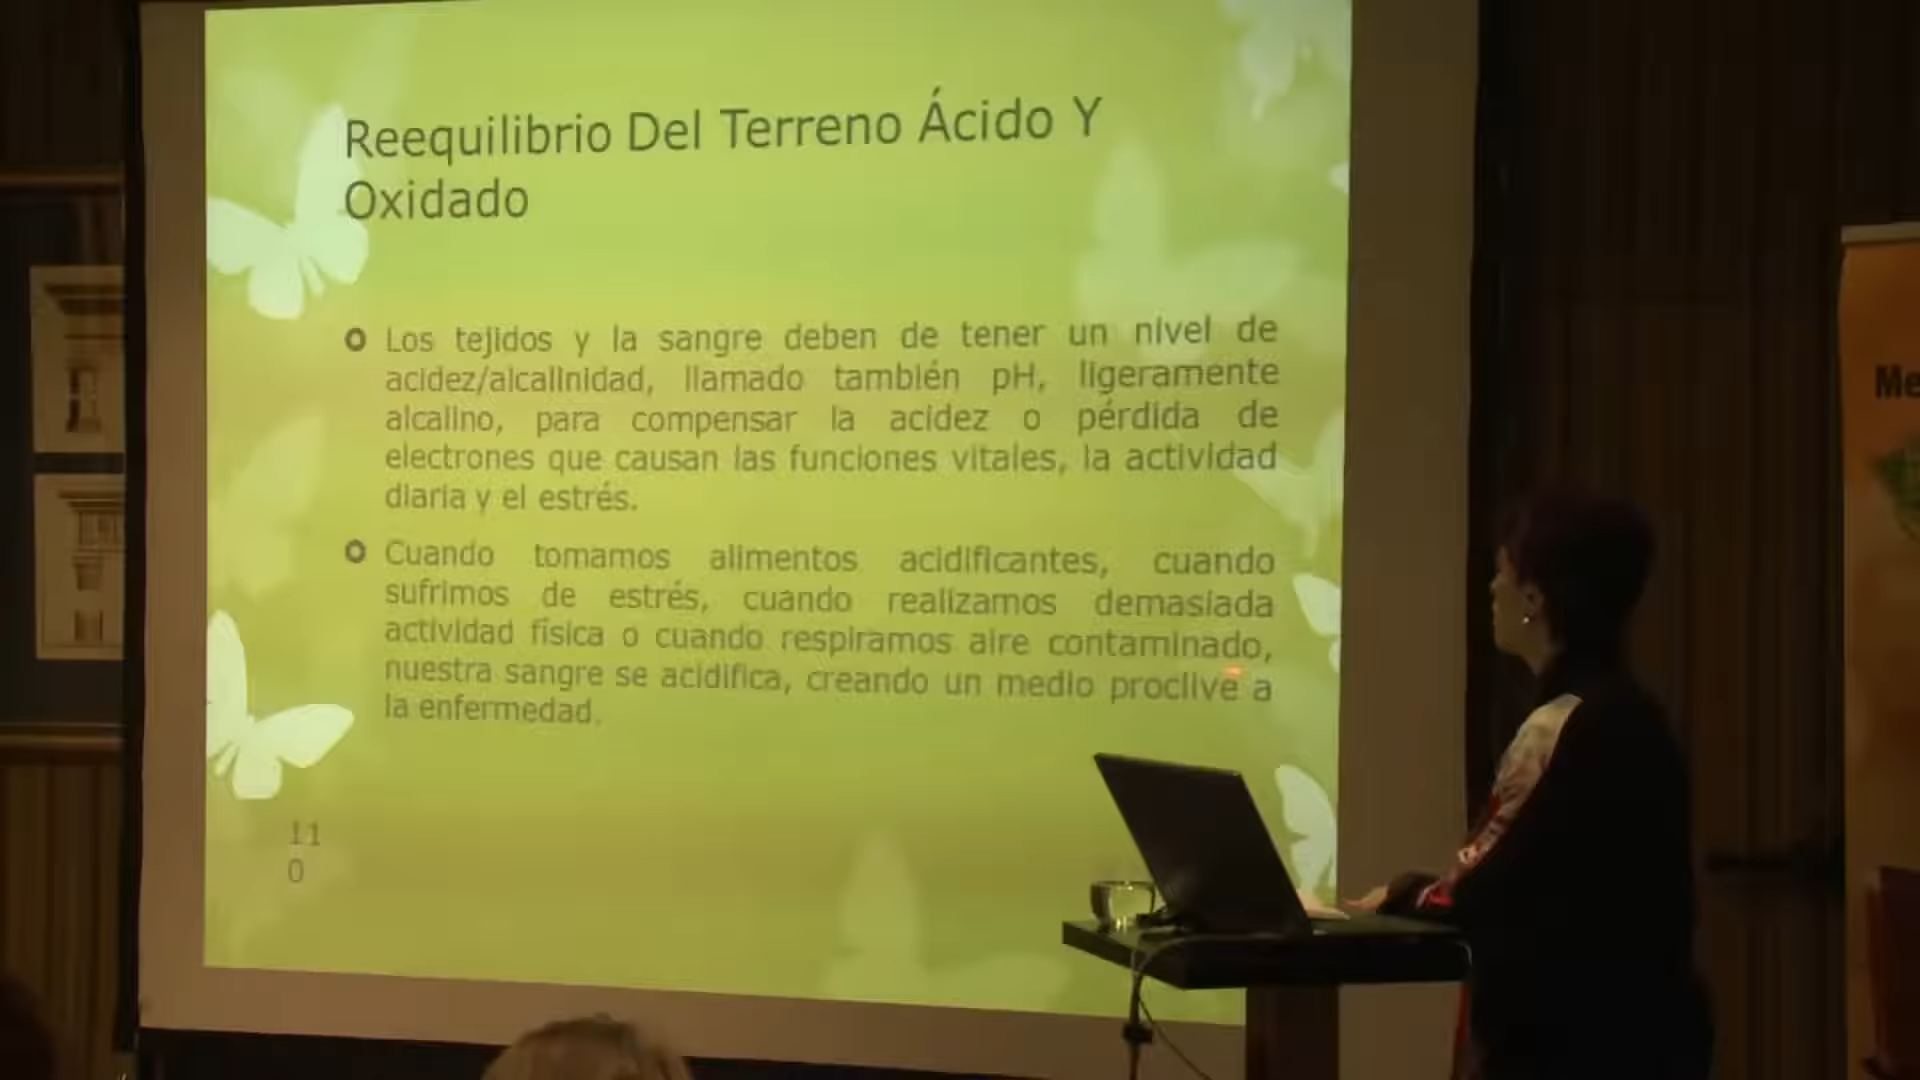 Reequilibrio Del Terreno Ácido Y
Oxidado
Los tejidos y la sangre deben de tener un nivel de
acidez/alcalinidad, llamado también pH, ligeramente
alcalino, para compensar la acidez o pérdida de
electrones que causan las funciones vitales, la actividad
diaria y el estrés.
Cuando tomamos alimentos acidificantes, cuando
sufrimos de estrés, cuando realizamos demasiada
actividad física o cuando respiramos aire contaminado,
nuestra sangre se acidifica, creando un medio proclive a
la enfermedad.
11
0
Me